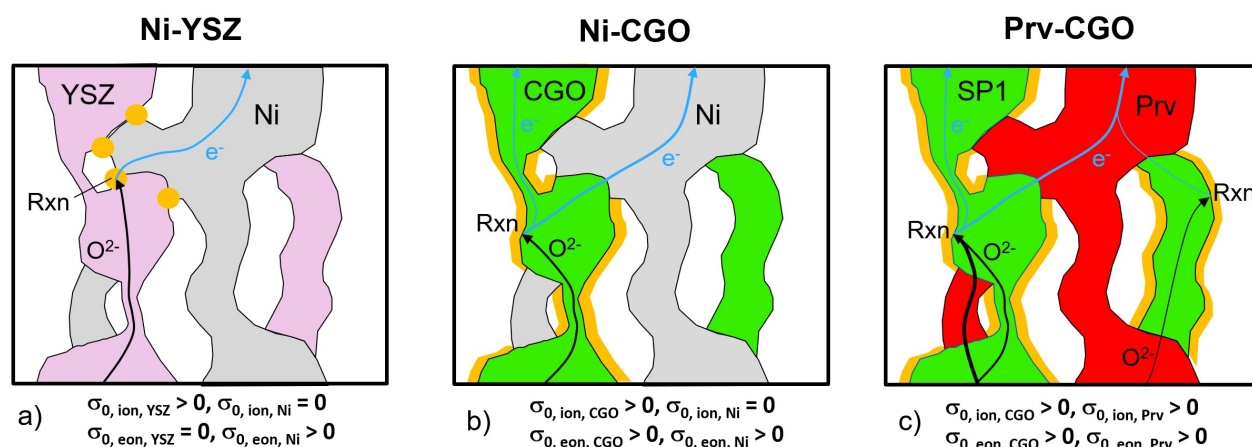 Ni-YSZ
YSZ
Ni
e-
Rxn
O2-
a)
σ0, ion, YSZ > 0, σ0, ion, Ni = 0
σ0, eon, YSZ = 0, σ0, eon, Ni > 0
Ni-CGO
CGO
Ni
e-
e-
Rxn
O2-
b)
σ0, ion, CGO > 0, σ0, ion, Ni = 0
σ0, eon, CGO > 0, σ0, eon, Ni > 0
Prv-CGO
SP1
Prv
e-
e-
Rxn
Rxn
O2-
O2-
c)
σ0, ion, CGO > 0, σ0, ion, Prv > 0
σ0, eon, CGO > 0, σ0, eon, Prv > 0